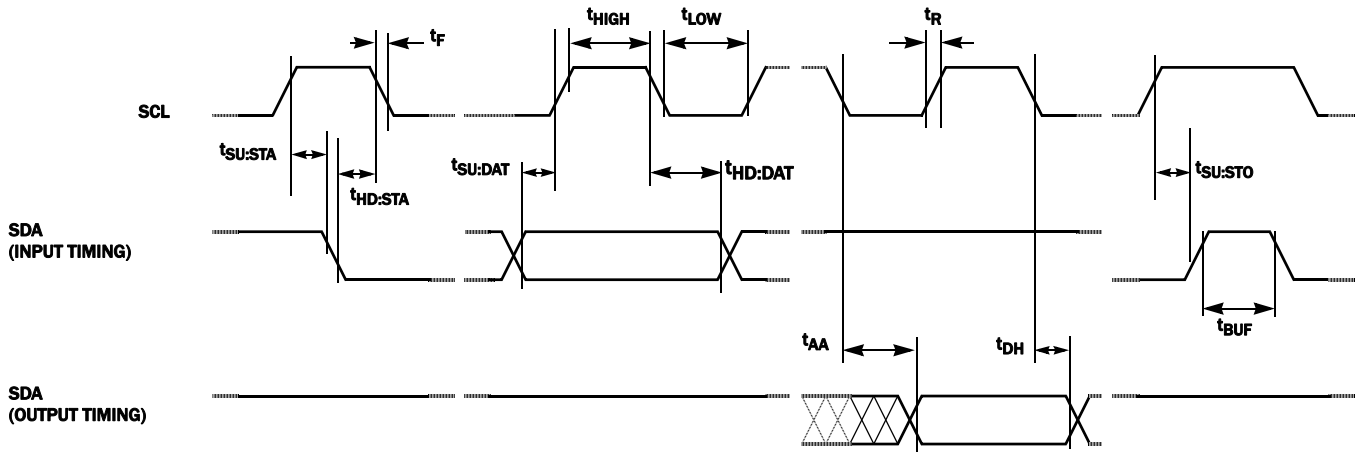 tF
tHIGH
tLOW
tR
SCL
tSU:STA
tHD:STA
tSU:DAT
tHD:DAT
tSU:STO
SDA
(INPUT TIMING)
tBUF
tAA
tDH
SDA
(OUTPUT TIMING)